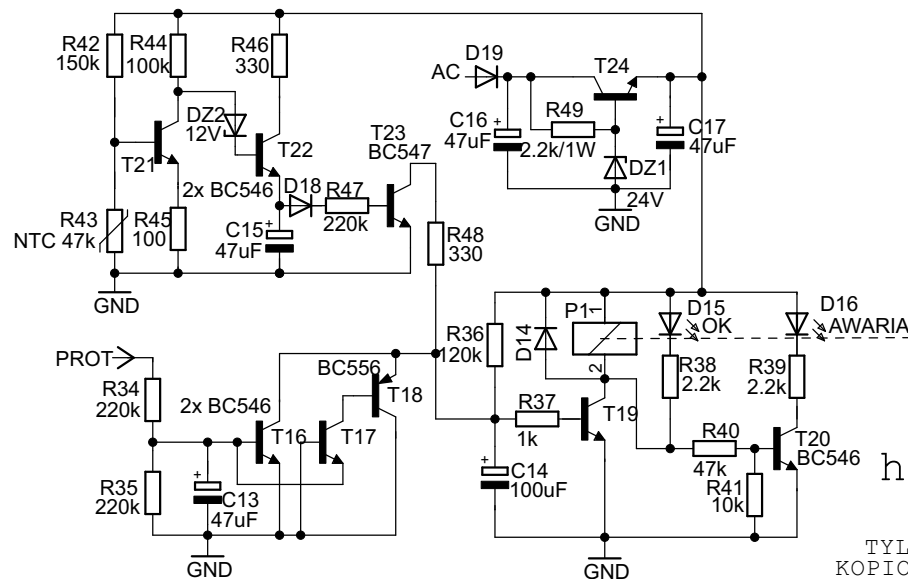 R42
150k
R44
100k
R46
330
DZ2
12V
T21
T22
2x BC546
R43
NTC 47k
R45
100
C15
47uF
+
D18
R47
220k
T23
BC547
R48
330
GND
D19
AC
T24
C16
47uF
+
R49
2.2k/1W
DZ1
24V
C17
47uF
+
GND
PROT
R34
220k
R35
220k
C13
47uF
+
2x BC546
T16
T17
BC556
T18
GND
R36
120k
D14
P1
1
2
D15
OK
D16
AWARIA
R38
2.2k
R39
2.2k
R37
1k
T19
C14
100uF
+
R40
47k
R41
10k
T20
BC546
GND
h
TYL
KOPIO